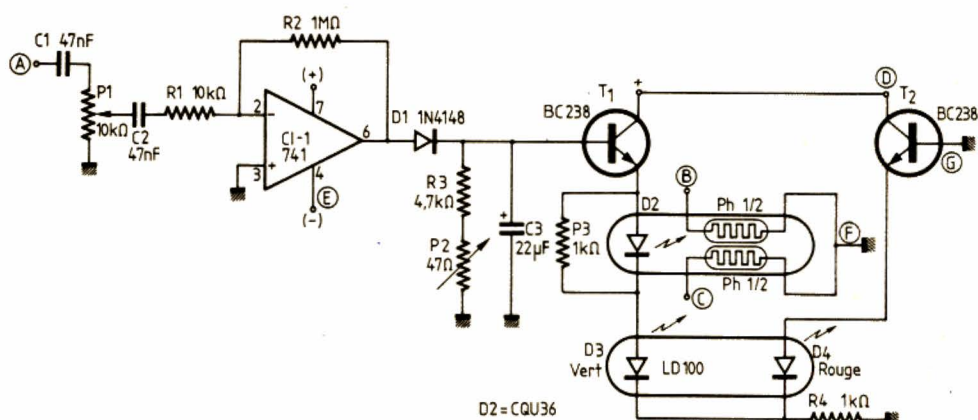 R2 1MΩ
C1 47nF
A
P1
10kΩ
C2
47nF
R1 10kΩ
2
-
(+)
7
CI-1
741
6
3
+
4
E
(-)
D1 1N4148
R3
4,7kΩ
P2
47Ω
+
C3
22µF
T1
BC238
+
D
T2
BC238
G
B
D2
Ph 1/2
P3
1kΩ
F
Ph 1/2
C
D3
Vert
LD100
D4
Rouge
D2=CQU36
R4 1kΩ